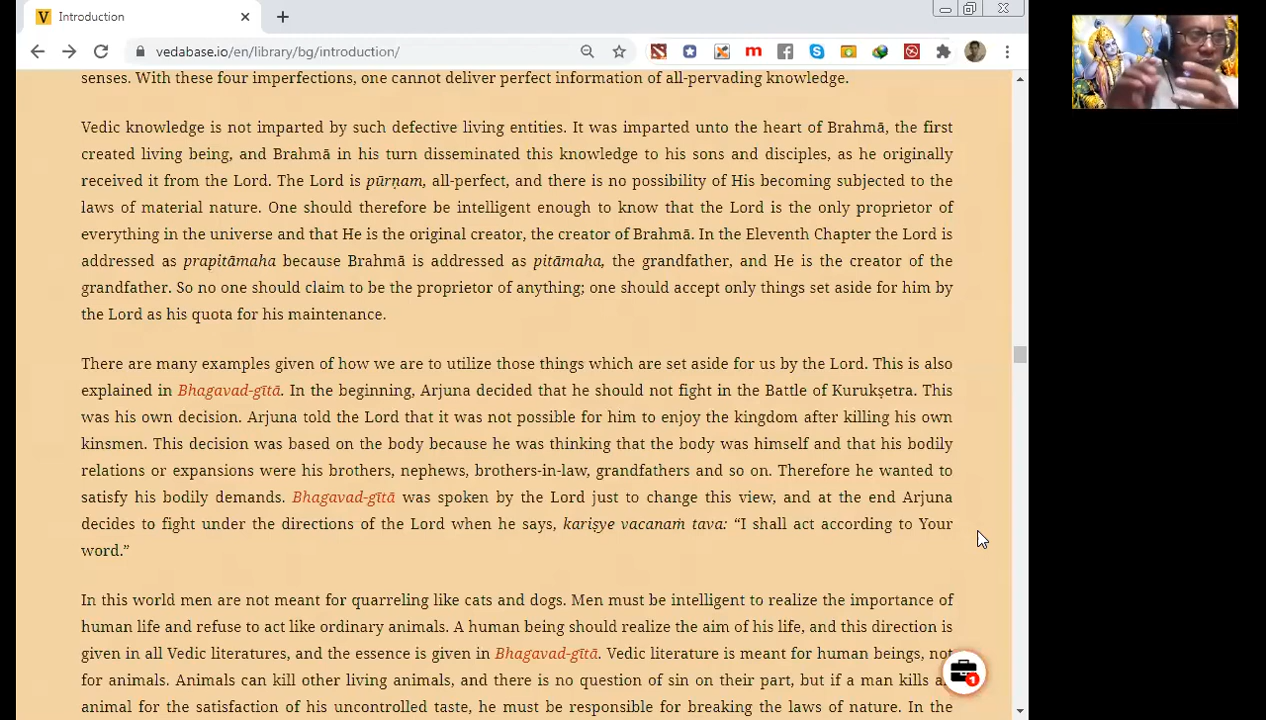 Introduction
vedabase.io/en/library/bg/introduction/
senses. With these four imperfections, one cannot deliver perfect information of all-pervading knowledge.
Vedic knowledge is not imparted by such defective living entities. It was imparted unto the heart of Brahmā, the first
created living being, and Brahmā in his turn disseminated this knowledge to his sons and disciples, as he originally
received it from the Lord. The Lord is pūrṇam, all-perfect, and there is no possibility of His becoming subjected to the
laws of material nature. One should therefore be intelligent enough to know that the Lord is the only proprietor of
everything in the universe and that He is the original creator, the creator of Brahmā. In the Eleventh Chapter the Lord is
addressed as prapitāmaha because Brahmā is addressed as pitāmaha, the grandfather, and He is the creator of the
grandfather. So no one should claim to be the proprietor of anything; one should accept only things set aside for him by
the Lord as his quota for his maintenance.
There are many examples given of how we are to utilize those things which are set aside for us by the Lord. This is also
explained in Bhagavad-gītā. In the beginning, Arjuna decided that he should not fight in the Battle of Kurukṣetra. This
was his own decision. Arjuna told the Lord that it was not possible for him to enjoy the kingdom after killing his own
kinsmen. This decision was based on the body because he was thinking that the body was himself and that his bodily
relations or expansions were his brothers, nephews, brothers-in-law, grandfathers and so on. Therefore he wanted to
satisfy his bodily demands. Bhagavad-gītā was spoken by the Lord just to change this view, and at the end Arjuna
decides to fight under the directions of the Lord when he says, kariṣye vacanaṁ tava: “I shall act according to Your
word.”
In this world men are not meant for quarreling like cats and dogs. Men must be intelligent to realize the importance of
human life and refuse to act like ordinary animals. A human being should realize the aim of his life, and this direction is
given in all Vedic literatures, and the essence is given in Bhagavad-gītā. Vedic literature is meant for human beings, not
for animals. Animals can kill other living animals, and there is no question of sin on their part, but if a man kills a
animal for the satisfaction of his uncontrolled taste, he must be responsible for breaking the laws of nature. In the